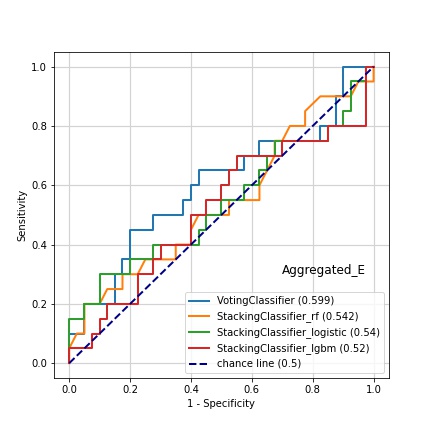 1.0
0.8
0.6
0.4
0.2
0.0
Sensitivity
Aggregated_E
VotingClassifier (0.599)
StackingClassifier_rf (0.542)
StackingClassifier_logistic (0.54)
StackingClassifier_lgbm (0.52)
chance line (0.5)
0.0 0.2 0.4 0.6 0.8 1.0
1 - Specificity